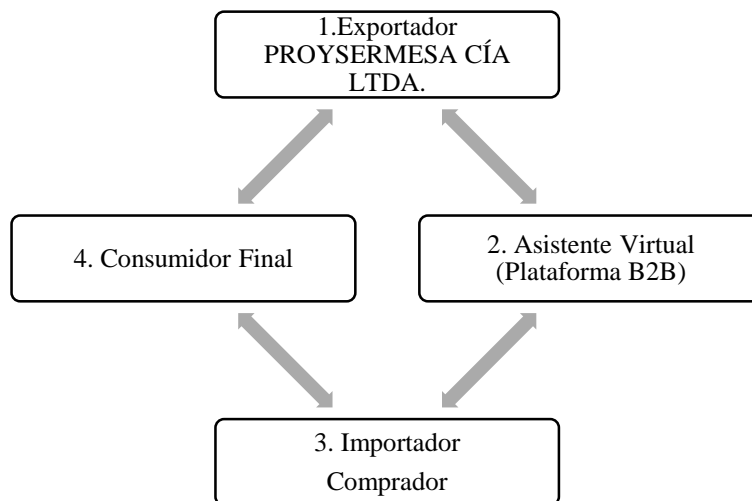 1.Exportador
PROYSERMESA CÍA
LTDA.
4. Consumidor Final
2. Asistente Virtual
(Plataforma B2B)
3. Importador
Comprador